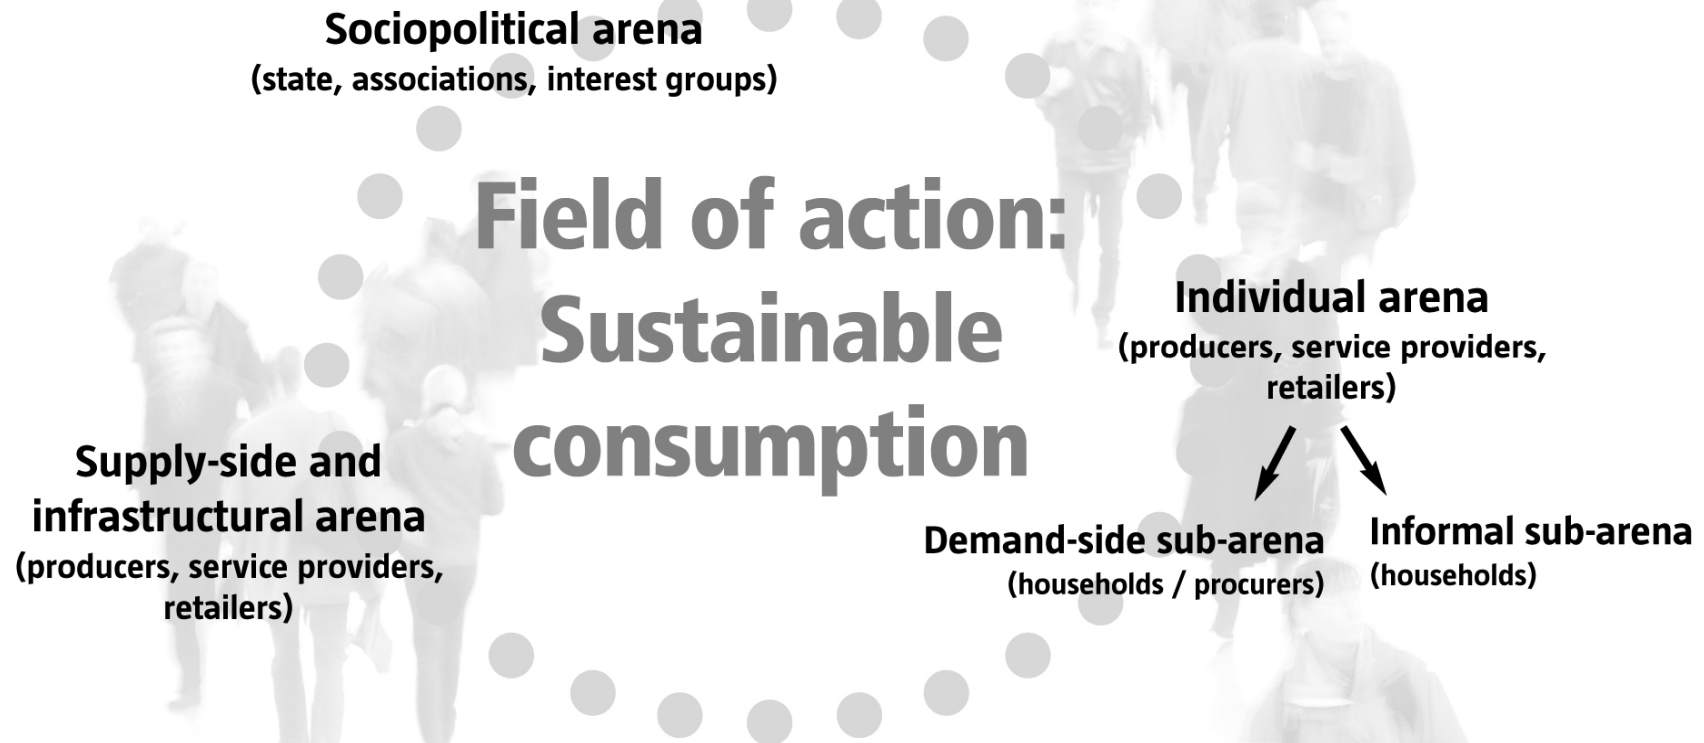 Sociopolitical arena
(state, associations, interest groups)
Field of action:
Sustainable
consumption
Individual arena
(producers, service providers,
retailers)
Supply-side and
infrastructural arena
(producers, service providers,
retailers)
Demand-side sub-arena
(households / procurers)
Informal sub-arena
(households)